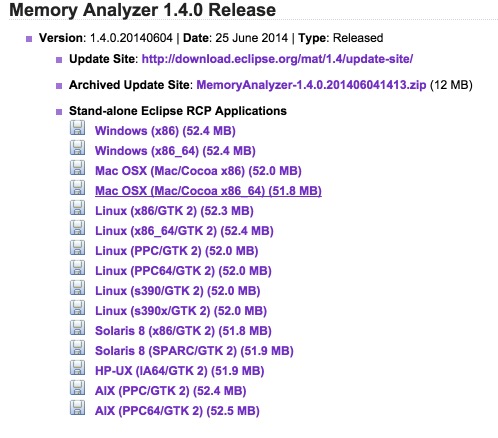 Memory Analyzer 1.4.0 Release
Version: 1.4.0.20140604 | Date: 25 June 2014 | Type: Released
Update Site: http://download.eclipse.org/mat/1.4/update-site/
Archived Update Site: MemoryAnalyzer-1.4.0.201406041413.zip (12 MB)
Stand-alone Eclipse RCP Applications
Windows (x86) (52.4 MB)
Windows (x86_64) (52.4 MB)
Mac OSX (Mac/Cocoa x86) (52.0 MB)
Mac OSX (Mac/Cocoa x86_64) (51.8 MB)
Linux (x86/GTK 2) (52.3 MB)
Linux (x86_64/GTK 2) (52.4 MB)
Linux (PPC/GTK 2) (52.0 MB)
Linux (PPC64/GTK 2) (52.0 MB)
Linux (s390/GTK 2) (52.0 MB)
Linux (s390x/GTK 2) (52.0 MB)
Solaris 8 (x86/GTK 2) (51.8 MB)
Solaris 8 (SPARC/GTK 2) (51.9 MB)
HP-UX (IA64/GTK 2) (51.9 MB)
AIX (PPC/GTK 2) (52.4 MB)
AIX (PPC64/GTK 2) (52.5 MB)